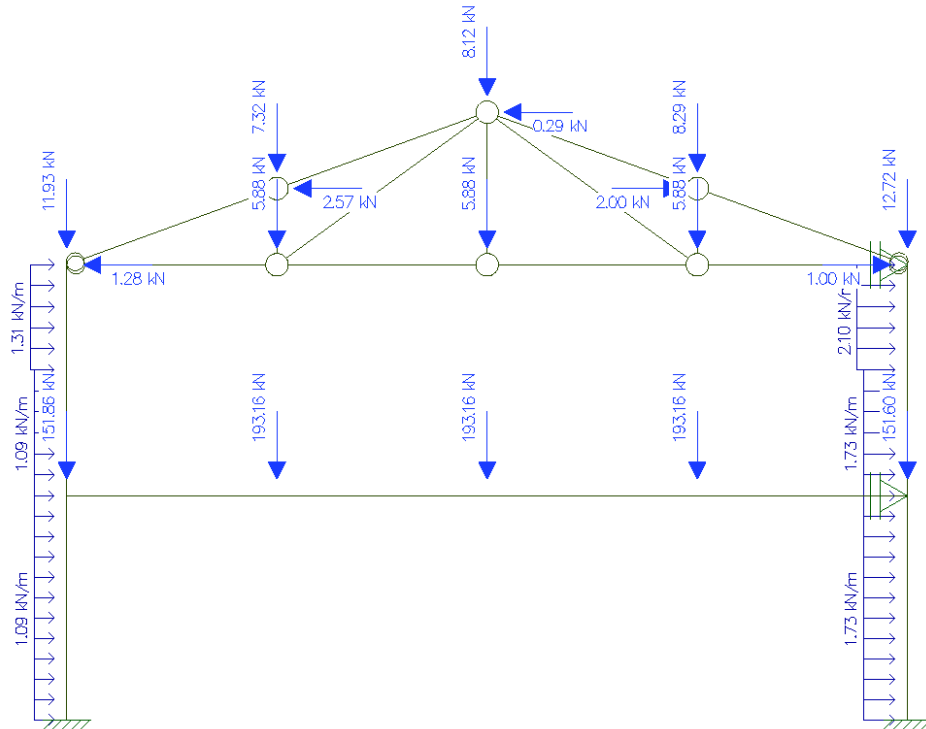 8.12 kN
7.32 kN
0.29 kN
8.29 kN
11.93 kN
5.88 kN
2.57 kN
5.88 kN
2.00 kN
5.88 kN
12.72 kN
1.28 kN
1.00 kN
1.31 kN/m
2.10 kN/
1.09 kN/m
151.86 kN
193.16 kN
193.16 kN
193.16 kN
1.73 kN/m
151.60 kN
1.09 kN/m
1.73 kN/m